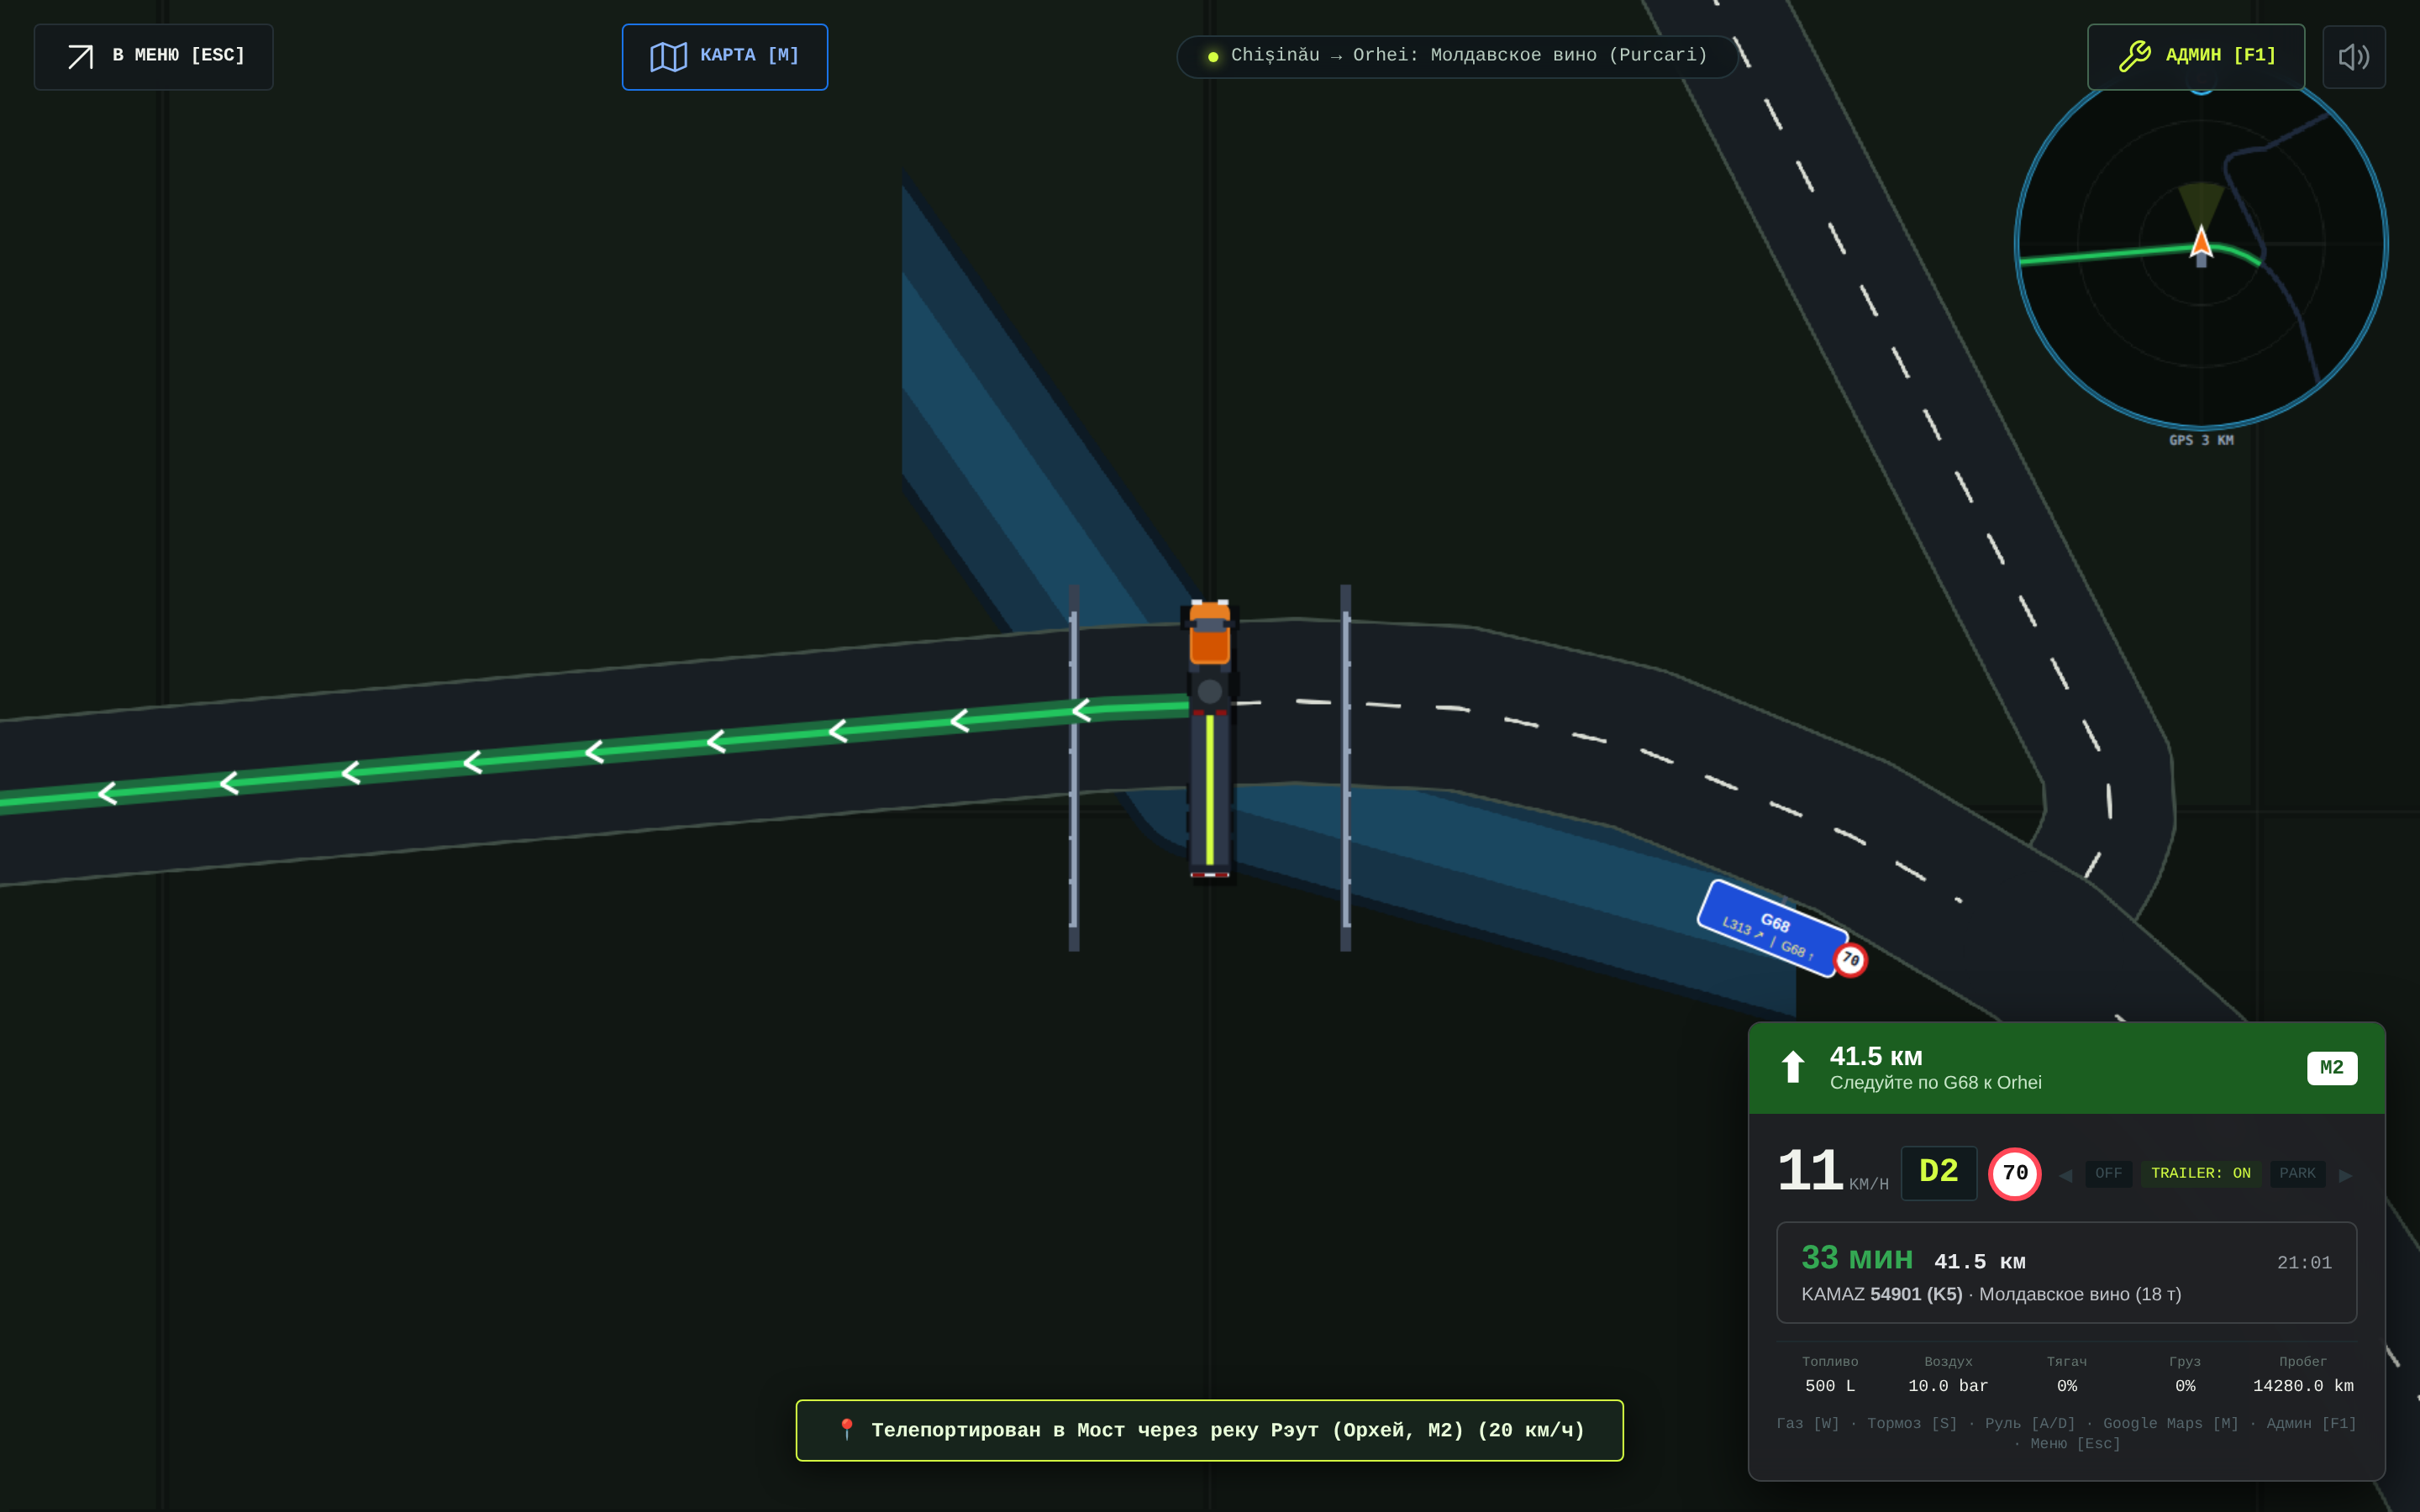 В МЕНЮ [ESC]
КАРТА [M]
Chișinău → Orhei: Молдавское вино (Purcari)
АДМИН [F1]
GPS 3 KM
G68
L313 ↗ | G68 ↑
70
41.5 км
Следуйте по G68 к Orhei
M2
11 KM/H
D2
70
◀ OFF TRAILER: ON PARK ▶
33 мин 41.5 км
21:01
KAMAZ 54901 (K5) · Молдавское вино (18 т)
Топливо Воздух Тягач Груз Пробег
500 L 10.0 bar 0% 0% 14280.0 km
Газ [W] · Тормоз [S] · Руль [A/D] · Google Maps [M] · Админ [F1]
· Меню [Esc]
📍 Телепортирован в Мост через реку Рэут (Орхей, M2) (20 км/ч)